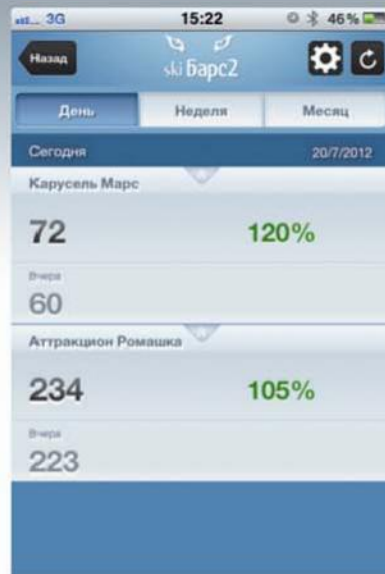 3G 15:22 46%
Назад ski Барс2
День Неделя Месяц
Сегодня 20/7/2012
Карусель Марс
72 120%
Вчера
60
Аттракцион Ромашка
234 105%
Вчера
223